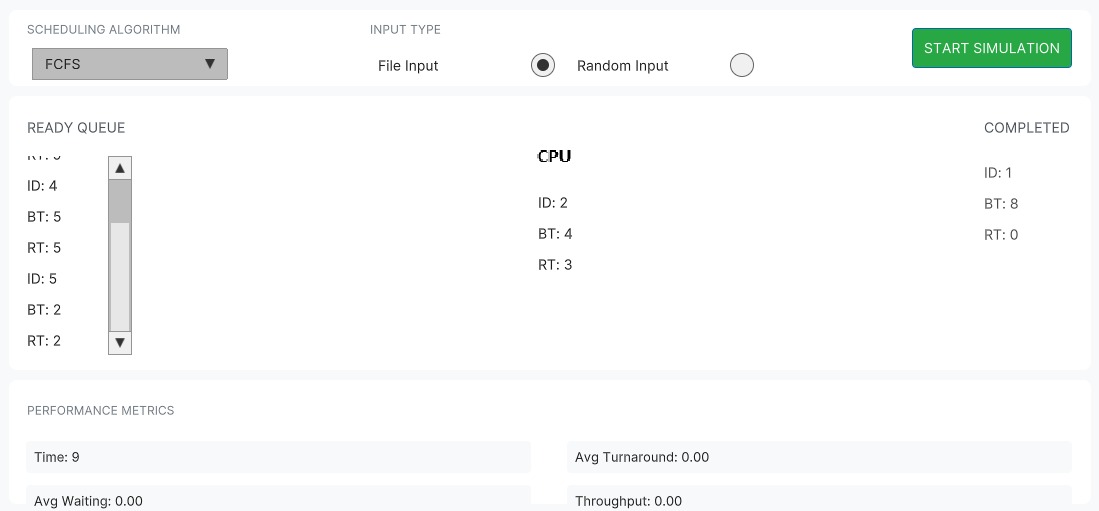 SCHEDULING ALGORITHM
INPUT TYPE
FCFS ▼
File Input
Random Input
START SIMULATION
READY QUEUE
ID: 4
BT: 5
RT: 5
ID: 5
BT: 2
RT: 2
CPU
ID: 2
BT: 4
RT: 3
COMPLETED
ID: 1
BT: 8
RT: 0
PERFORMANCE METRICS
Time: 9
Avg Turnaround: 0.00
Avg Waiting: 0.00
Throughput: 0.00